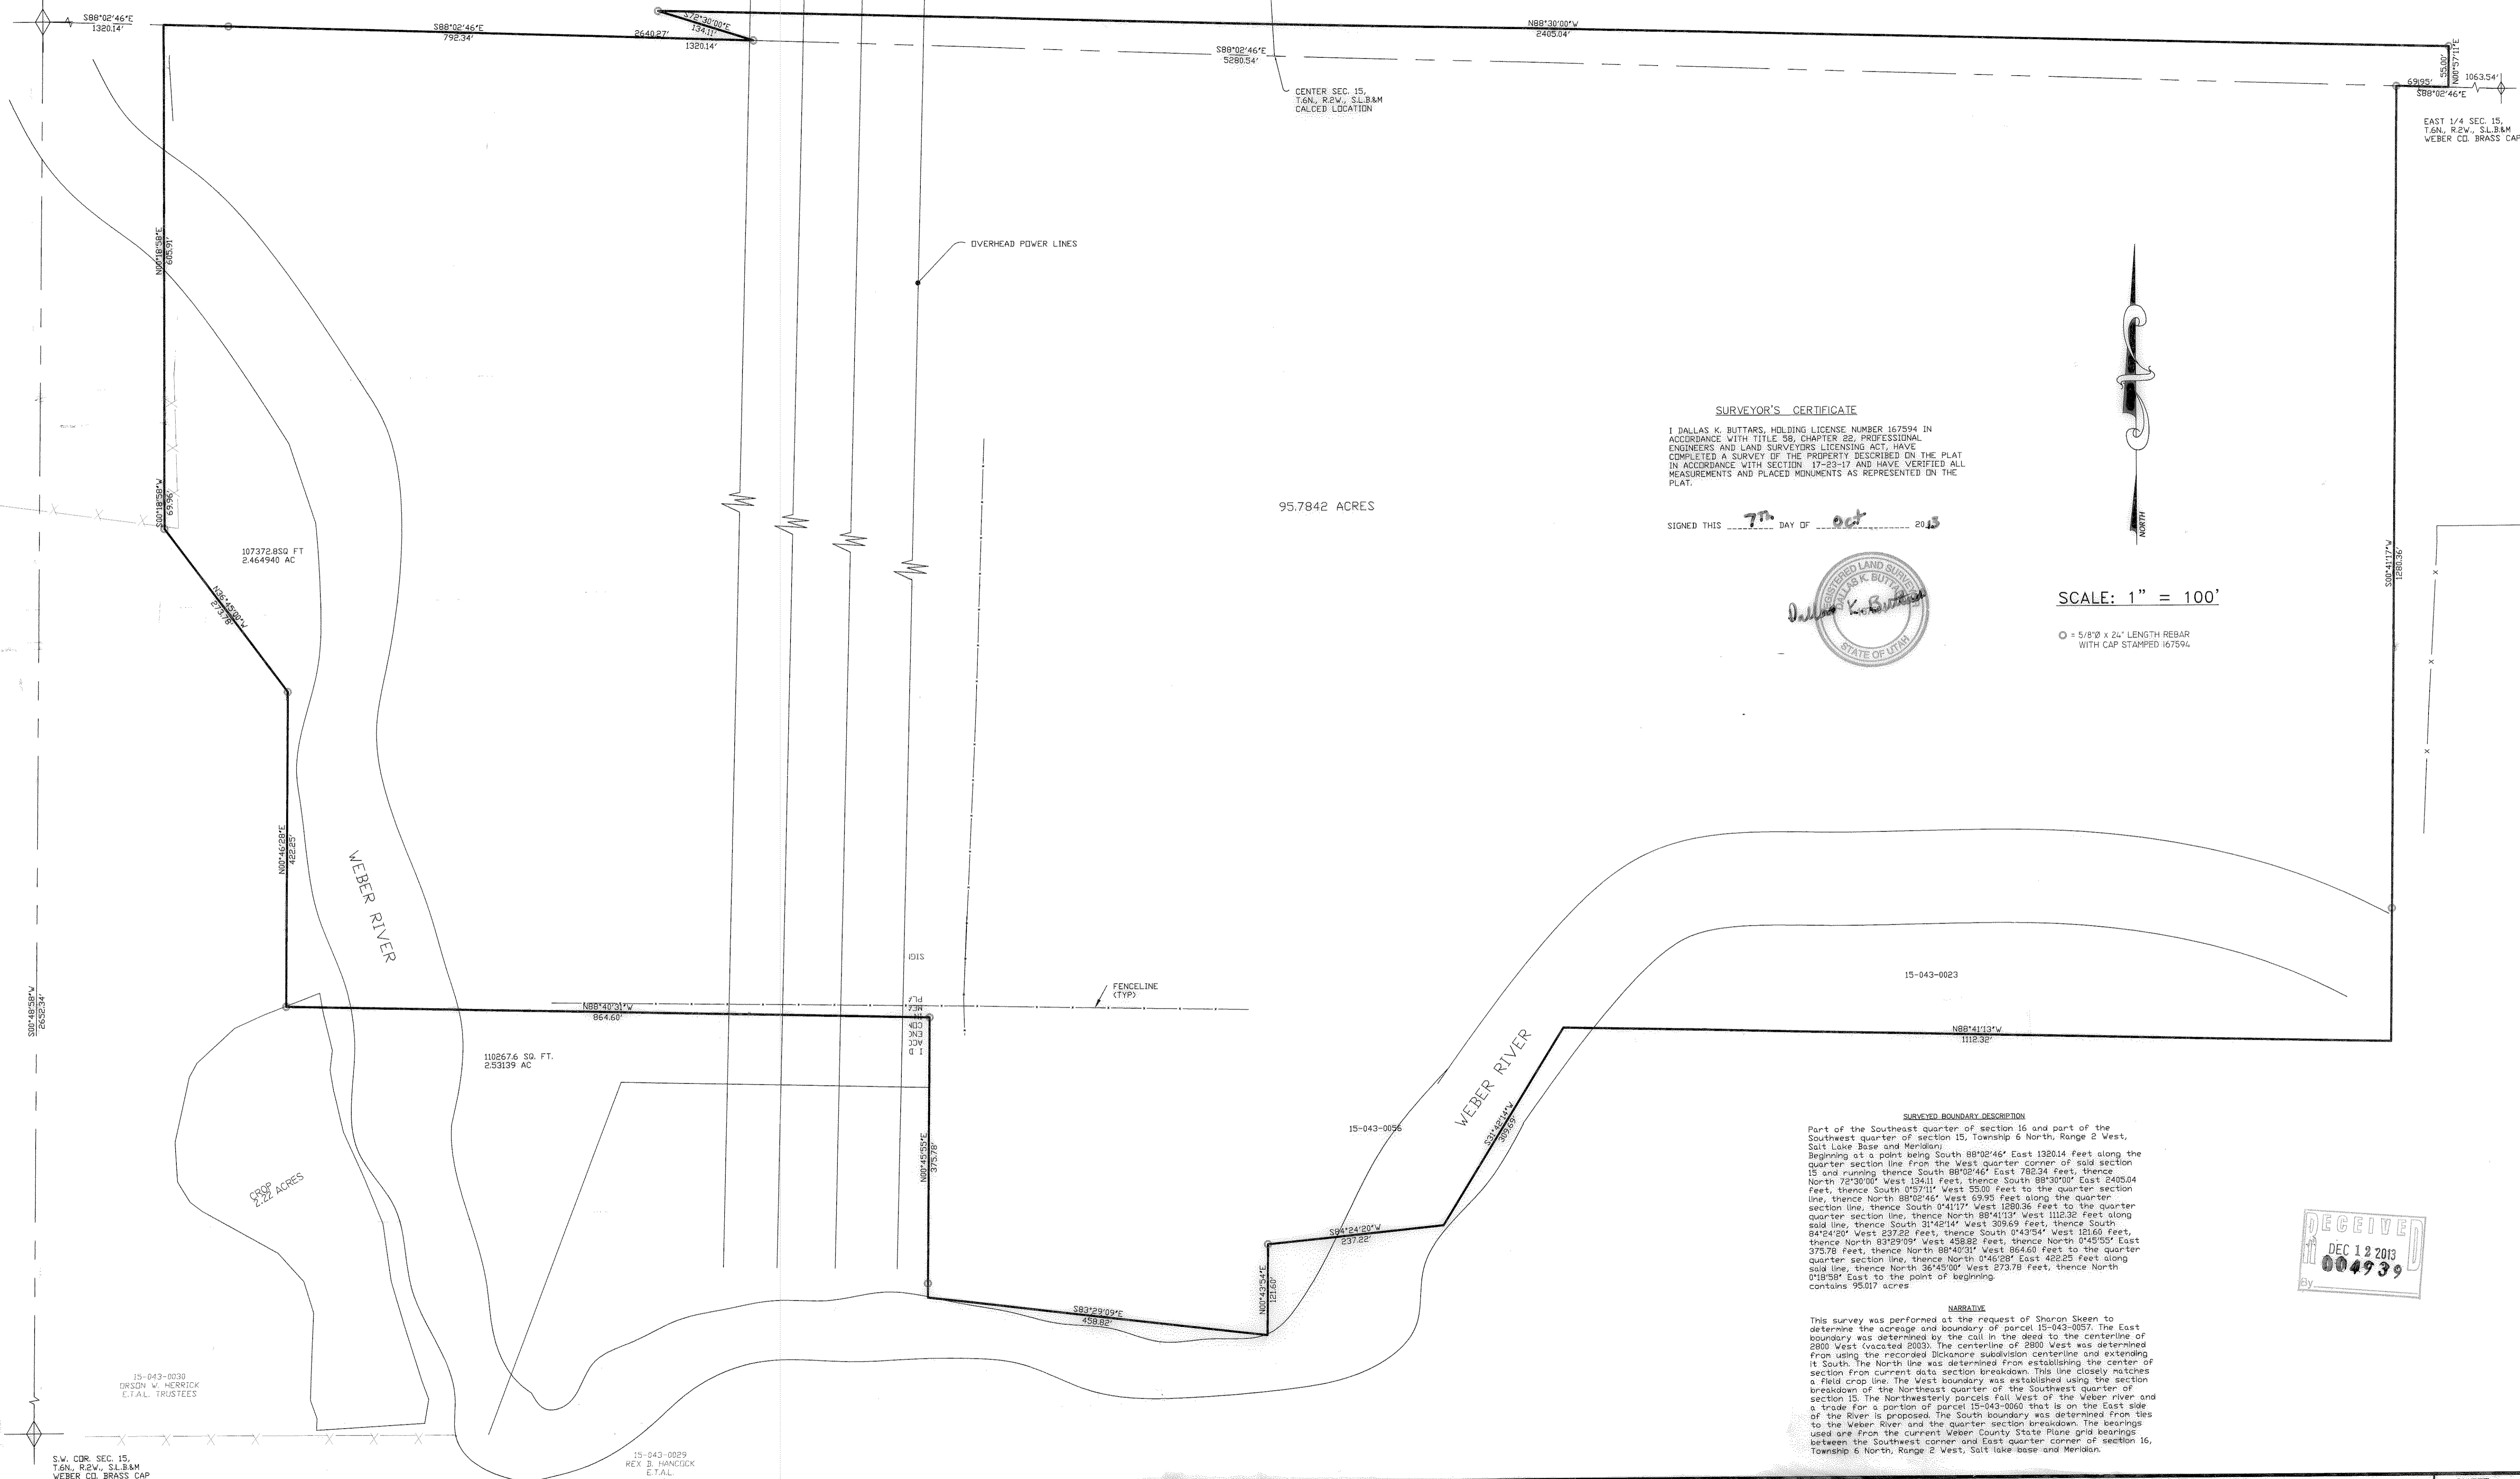 S88°02'46"E
1320.14'
S88°02'46"E
792.34'
S72°30'00"E
134.11'
2640.27'
1320.14'
N88°30'00"W
2405.04'
S88°02'46"E
5280.54'
CENTER SEC. 15,
T.6N., R.2W., S.L.B.&M
CALCED LOCATION
N00°57'11"E
55.00'
69.95'
S88°02'46"E
1063.54'
EAST 1/4 SEC. 15,
T.6N., R.2W., S.L.B.&M
WEBER CO. BRASS CAP
N00°18'58"E
605.91'
OVERHEAD POWER LINES
S00°18'58"W
69.96'
107372.8SQ FT
2.464940 AC
N36°45'00"W
273.78'
95.7842 ACRES
SURVEYOR'S CERTIFICATE
I DALLAS K. BUTTARS, HOLDING LICENSE NUMBER 167594 IN
ACCORDANCE WITH TITLE 58, CHAPTER 22, PROFESSIONAL
ENGINEERS AND LAND SURVEYORS LICENSING ACT, HAVE
COMPLETED A SURVEY OF THE PROPERTY DESCRIBED ON THE PLAT
IN ACCORDANCE WITH SECTION 17-23-17 AND HAVE VERIFIED ALL
MEASUREMENTS AND PLACED MONUMENTS AS REPRESENTED ON THE
PLAT.
SIGNED THIS 7th DAY OF Oct 2013
REGISTERED LAND SURVEYOR
DALLAS K. BUTTARS
Dallas K. Buttars
STATE OF UTAH
NORTH
SCALE: 1" = 100'
= 5/8"Ø x 24" LENGTH REBAR
WITH CAP STAMPED 167594
S00°41'17"W
1280.36'
N00°46'28"E
422.25'
WEBER RIVER
S00°48'58"W
2652.34'
N88°40'31"W
864.60'
FENCELINE
(TYP)
SIGI
PLA
MEA
IN
COM
ENG
ACC
I D
110267.6 SQ. FT.
2.53139 AC
15-043-0023
N88°41'13"W
1112.32'
WEBER RIVER
S31°42'14"W
309.69'
15-043-0056
N00°45'55"E
375.78'
CROP
2.22 ACRES
S84°24'20"W
237.22'
N00°43'54"E
121.60'
S83°29'09"E
458.82'
SURVEYED BOUNDARY DESCRIPTION
Part of the Southeast quarter of section 16 and part of the
Southwest quarter of section 15, Township 6 North, Range 2 West,
Salt Lake Base and Meridian;
Beginning at a point being South 88°02'46" East 1320.14 feet along the
quarter section line from the West quarter corner of said section
15 and running thence South 88°02'46" East 782.34 feet, thence
North 72°30'00" West 134.11 feet, thence South 88°30'00" East 2405.04
feet, thence South 0°57'11" West 55.00 feet to the quarter section
line, thence North 88°02'46" West 69.95 feet along the quarter
section line, thence South 0°41'17" West 1280.36 feet to the quarter
quarter section line, thence North 88°41'13" West 1112.32 feet along
said line, thence South 31°42'14" West 309.69 feet, thence South
84°24'20" West 237.22 feet, thence South 0°43'54" West 121.60 feet,
thence North 83°29'09" West 458.82 feet, thence North 0°45'55" East
375.78 feet, thence North 88°40'31" West 864.60 feet to the quarter
quarter section line, thence North 0°46'28" East 422.25 feet along
said line, thence North 36°45'00" West 273.78 feet, thence North
0°18'58" East to the point of beginning.
contains 95.017 acres
NARRATIVE
This survey was performed at the request of Sharon Skeen to
determine the acreage and boundary of parcel 15-043-0057. The East
boundary was determined by the call in the deed to the centerline of
2800 West (vacated 2003). The centerline of 2800 West was determined
from using the recorded Dickamore subdivision centerline and extending
it South. The North line was determined from establishing the center of
section from current data section breakdown. This line closely matches
a field crop line. The West boundary was established using the section
breakdown of the Northeast quarter of the Southwest quarter of
section 15. The Northwesterly parcels fall West of the Weber river and
a trade for a portion of parcel 15-043-0060 that is on the East side
of the River is proposed. The South boundary was determined from ties
to the Weber River and the quarter section breakdown. The bearings
used are from the current Weber County State Plane grid bearings
between the Southwest corner and East quarter corner of section 16,
Township 6 North, Range 2 West, Salt lake base and Meridian.
RECEIVED
DEC 12 2013
004939
By
15-043-0030
ORSON W. HERRICK
E.T.A.L. TRUSTEES
S.W. COR. SEC. 15,
T.6N., R.2W., S.L.B.&M
WEBER CO. BRASS CAP
15-043-0029
REX B. HANCOCK
E.T.A.L.